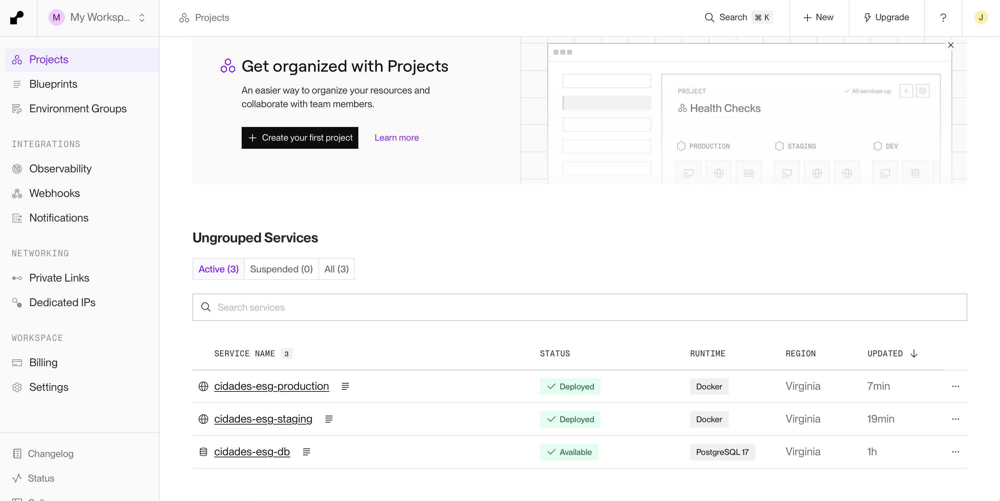 M My Worksp...
Projects
Search ⌘ K
+ New
Upgrade
?
J
Projects
Blueprints
Environment Groups
INTEGRATIONS
Observability
Webhooks
Notifications
NETWORKING
Private Links
Dedicated IPs
WORKSPACE
Billing
Settings
Changelog
Status
Get organized with Projects
An easier way to organize your resources and
collaborate with team members.
+ Create your first project
Learn more
PROJECT
All services up
Health Checks
PRODUCTION
STAGING
DEV
Ungrouped Services
Active (3) Suspended (0) All (3)
Search services
SERVICE NAME 3 STATUS RUNTIME REGION UPDATED ↓
cidades-esg-production ✓ Deployed Docker Virginia 7min ...
cidades-esg-staging ✓ Deployed Docker Virginia 19min ...
cidades-esg-db ✓ Available PostgreSQL 17 Virginia 1h ...